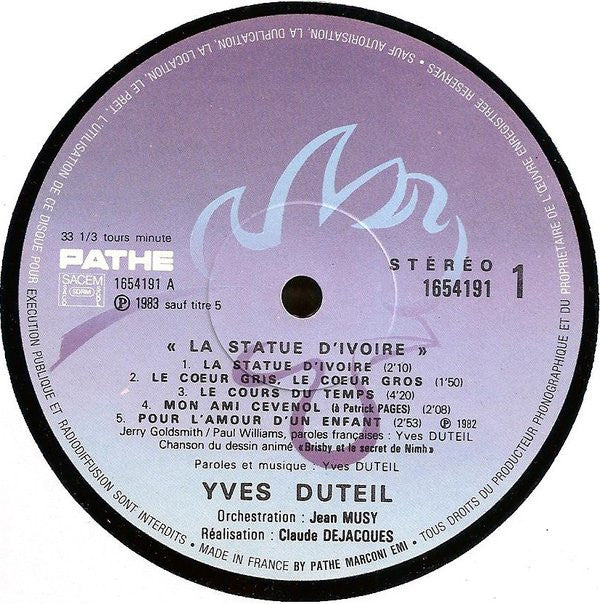 SAUF AUTORISATION, LA DUPLICATION, LA LOCATION, LE PRET, L'UTILISATION DE CE DISQUE POUR EXECUTION PUBLIQUE ET RADIODIFFUSION SONT INTERDITS •
TOUS DROITS DU PRODUCTEUR PHONOGRAPHIQUE ET DU PROPRIETAIRE DE L'ŒUVRE ENREGISTREE RESERVES
33 1/3 tours minute
PATHE
SACEM
SDRM
1654191 A
℗ 1983 sauf titre 5
STÉRÉO
1654191
1
« LA STATUE D'IVOIRE »
1. LA STATUE D'IVOIRE (2'10)
2. LE COEUR GRIS, LE COEUR GROS (1'50)
3. LE COURS DU TEMPS (4'20)
4. MON AMI CEVENOL (à Patrick PAGES) (2'08)
5. POUR L'AMOUR D'UN ENFANT (2'53) ℗ 1982
Jerry Goldsmith / Paul Williams, paroles françaises : Yves DUTEIL
Chanson du dessin animé «Brisby et le secret de Nimh»
Paroles et musique : Yves DUTEIL
YVES DUTEIL
Orchestration : Jean MUSY
Réalisation : Claude DEJACQUES
MADE IN FRANCE BY PATHE MARCONI EMI •